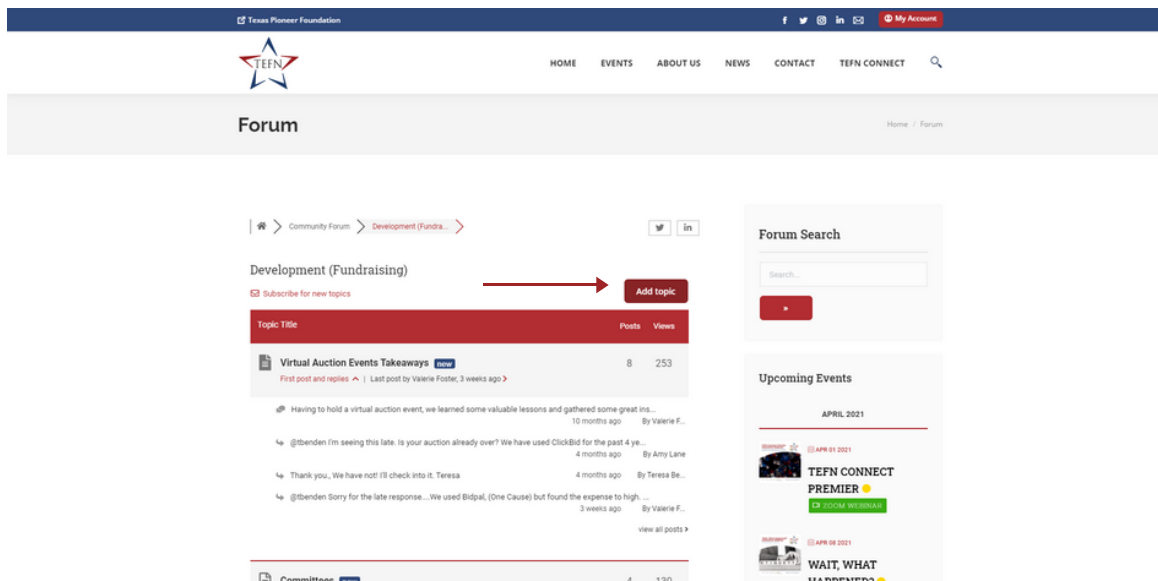 Texas Pioneer Foundation
My Account
TEFN
HOME EVENTS ABOUT US NEWS CONTACT TEFN CONNECT
Forum
Home / Forum
Community Forum Development (Fundra...
Development (Fundraising)
Subscribe for new topics
Add topic
Topic Title Posts Views
Virtual Auction Events Takeaways new 8 253
First post and replies | Last post by Valerie Foster, 3 weeks ago
Having to hold a virtual auction event, we learned some valuable lessons and gathered some great ins...
10 months ago By Valerie F...
@tbenden I'm seeing this late. Is your auction already over? We have used ClickBid for the past 4 ye...
4 months ago By Amy Lane
Thank you., We have not! I'll check into it. Teresa 4 months ago By Teresa Be...
@tbenden Sorry for the late response....We used Bidpal, (One Cause) but found the expense to high. ...
3 weeks ago By Valerie F...
view all posts
Committees new 4 130
Forum Search
Search...
»
Upcoming Events
APRIL 2021
APR 01 2021
TEFN CONNECT
PREMIER
ZOOM WEBINAR
APR 08 2021
WAIT, WHAT
HAPPENED?